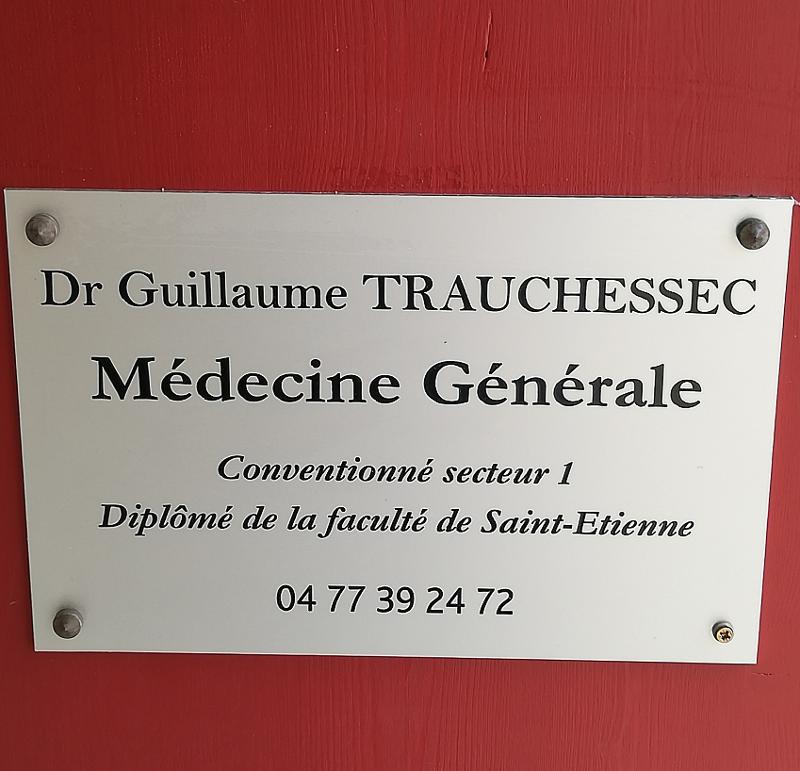 Dr Guillaume TRAUCHESSEC
Médecine Générale
Conventionné secteur 1
Diplômé de la faculté de Saint-Etienne
04 77 39 24 72